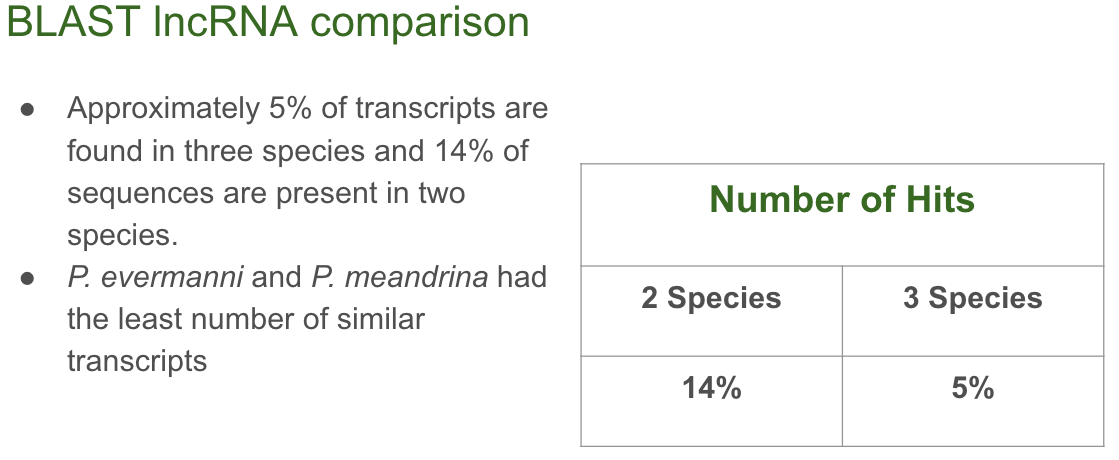 BLAST lncRNA comparison
● Approximately 5% of transcripts are
found in three species and 14% of
sequences are present in two
species.
● P. evermanni and P. meandrina had
the least number of similar
transcripts
Number of Hits
2 Species 3 Species
14% 5%